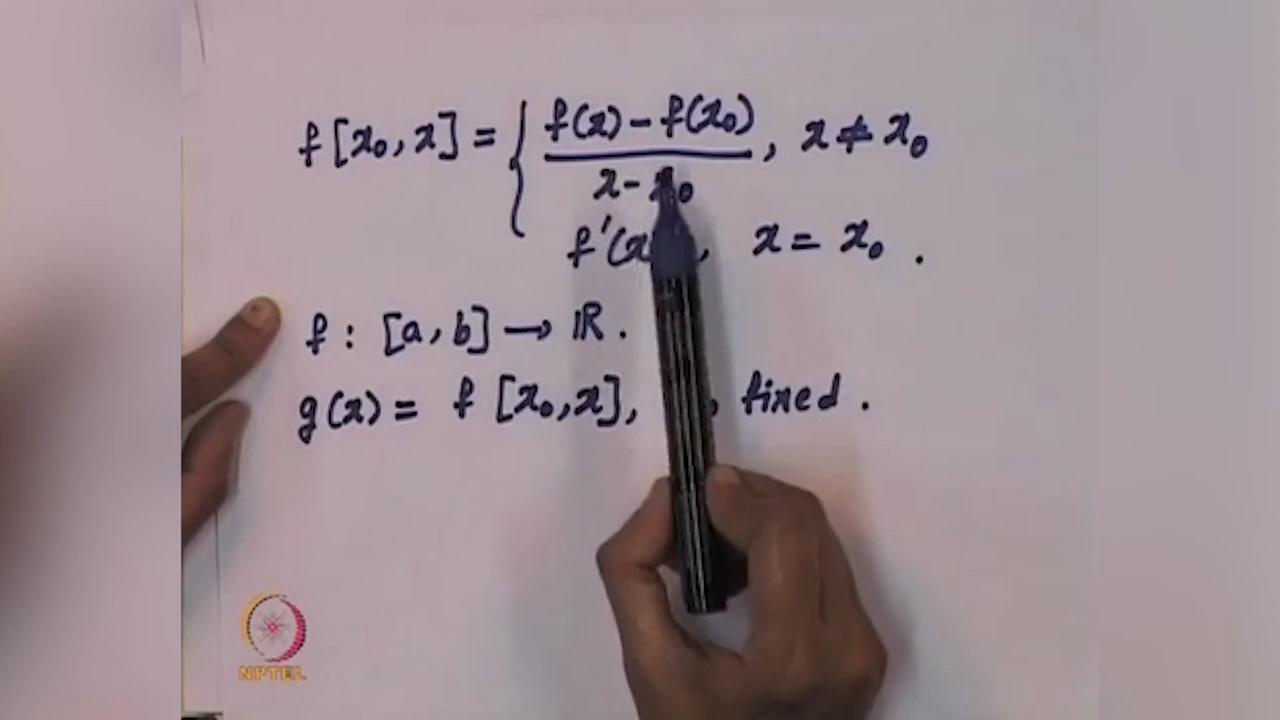 f[x₀, x] = { (f(x) - f(x₀)) / (x - x₀), x ≠ x₀
f'(x , x = x₀ .
f : [a, b] → ℝ .
g(x) = f [x₀, x], fixed .
NPTEL